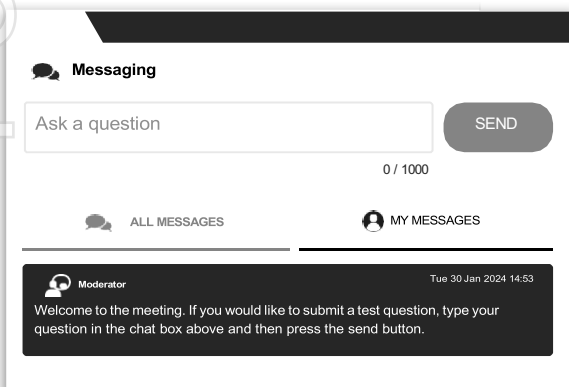 Messaging
Ask a question
SEND
0 / 1000
ALL MESSAGES
MY MESSAGES
Moderator
Tue 30 Jan 2024 14:53
Welcome to the meeting. If you would like to submit a test question, type your
question in the chat box above and then press the send button.